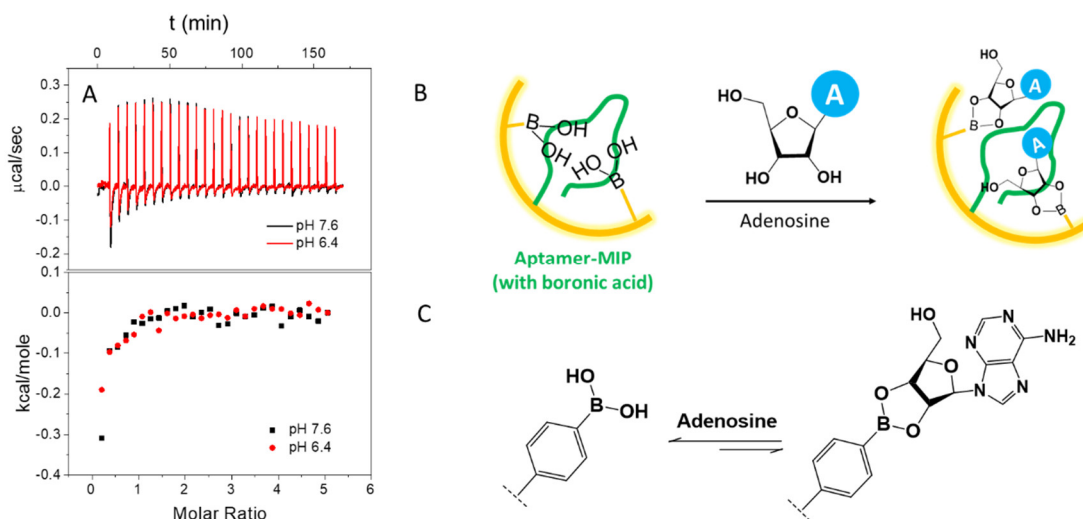 t (min)
0 50 100 150
A
0.3
0.2
0.1
0.0
-0.1
-0.2
µcal/sec
pH 7.6
pH 6.4
0.1
0.0
-0.1
-0.2
-0.3
-0.4
kcal/mole
pH 7.6
pH 6.4
0 1 2 3 4 5 6
Molar Ratio
B
B
OH
OH
HO
OH
B
Aptamer-MIP
(with boronic acid)
HO
A
O
HO
OH
Adenosine
HO
O
A
O
O
B
A
HO
O
O
O
B
C
HO
B
OH
Adenosine
HO
O
N
N
N
N
NH₂
O
B
O